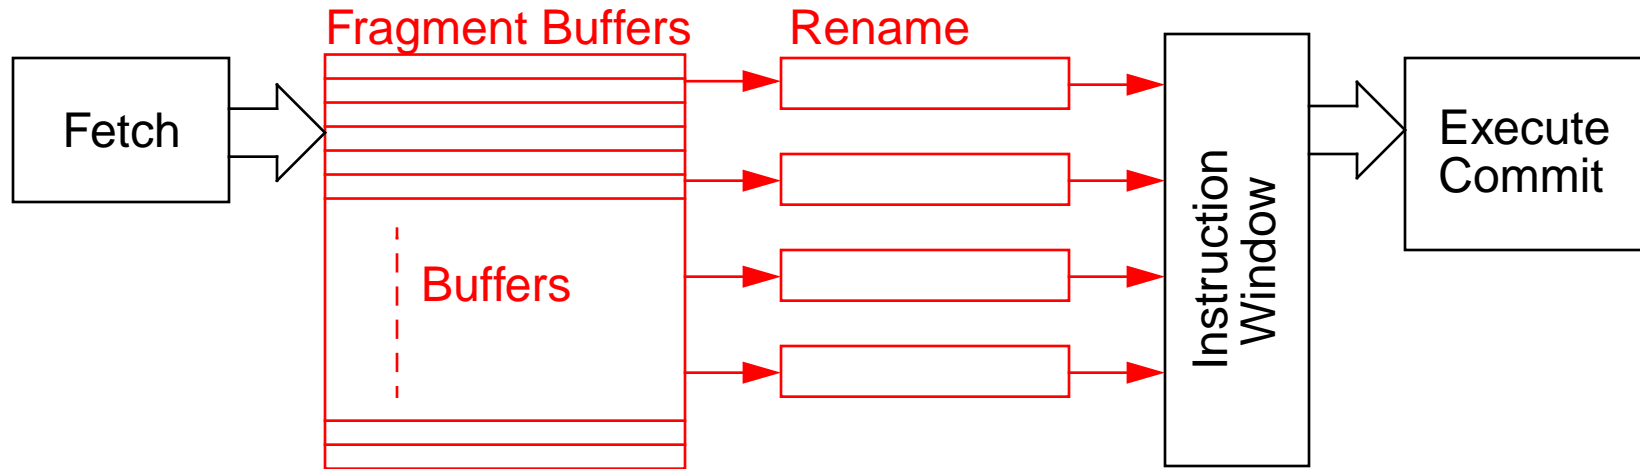 Fragment Buffers
Rename
Fetch
Buffers
Instruction
Window
Execute
Commit